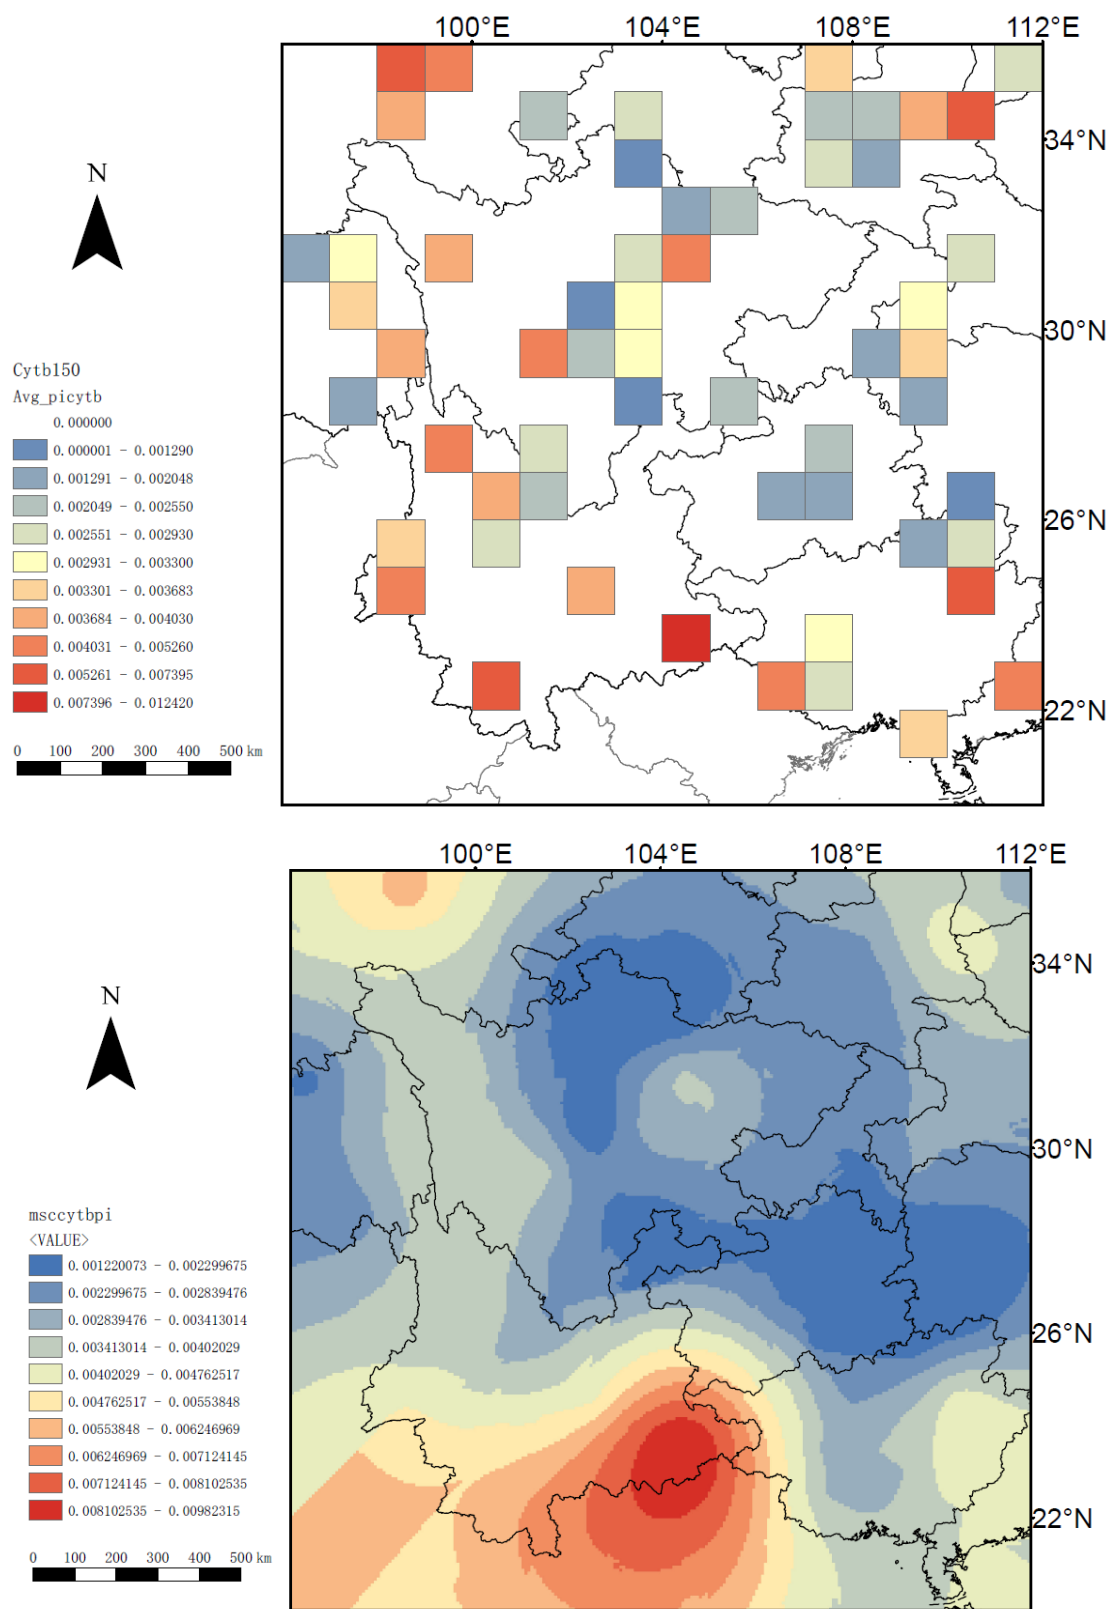 100°E 104°E 108°E 112°E
34°N
N
30°N
Cytb150
Avg_picytb
0.000000
0.000001 - 0.001290
0.001291 - 0.002048
0.002049 - 0.002550
0.002551 - 0.002930
0.002931 - 0.003300
0.003301 - 0.003683
0.003684 - 0.004030
0.004031 - 0.005260
0.005261 - 0.007395
0.007396 - 0.012420
26°N
22°N
0 100 200 300 400 500 km
100°E 104°E 108°E 112°E
34°N
N
30°N
msccytbpi
<VALUE>
0.001220073 - 0.002299675
0.002299675 - 0.002839476
0.002839476 - 0.003413014
0.003413014 - 0.00402029
0.00402029 - 0.004762517
0.004762517 - 0.00553848
0.00553848 - 0.006246969
0.006246969 - 0.007124145
0.007124145 - 0.008102535
0.008102535 - 0.00982315
26°N
22°N
0 100 200 300 400 500 km